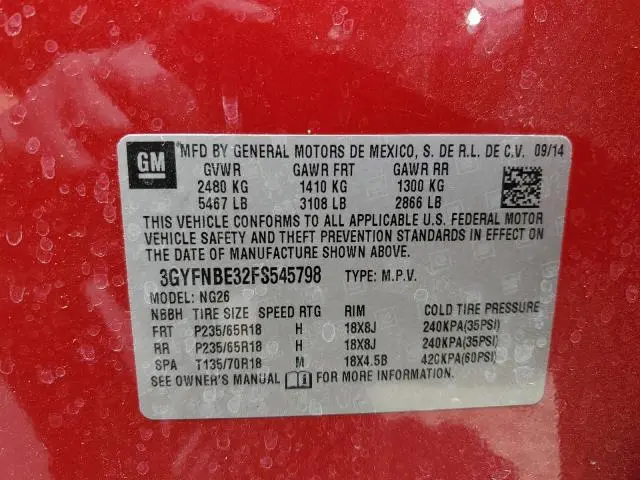 GM *MFD BY GENERAL MOTORS DE MEXICO, S. DE R.L. DE C.V. 09/14
GVWR GAWR FRT GAWR RR
2480 KG 1410 KG 1300 KG
5467 LB 3108 LB 2866 LB
THIS VEHICLE CONFORMS TO ALL APPLICABLE U.S. FEDERAL MOTOR
VEHICLE SAFETY AND THEFT PREVENTION STANDARDS IN EFFECT ON
THE DATE OF MANUFACTURE SHOWN ABOVE.
3GYFNBE32FS545798 TYPE: M.P.V.
MODEL: NG26
NBBH TIRE SIZE SPEED RTG RIM COLD TIRE PRESSURE
FRT P235/65R18 H 18X8J 240KPA(35PSI)
RR P235/65R18 H 18X8J 240KPA(35PSI)
SPA T135/70R18 M 18X4.5B 420KPA(60PSI)
SEE OWNER'S MANUAL FOR MORE INFORMATION.